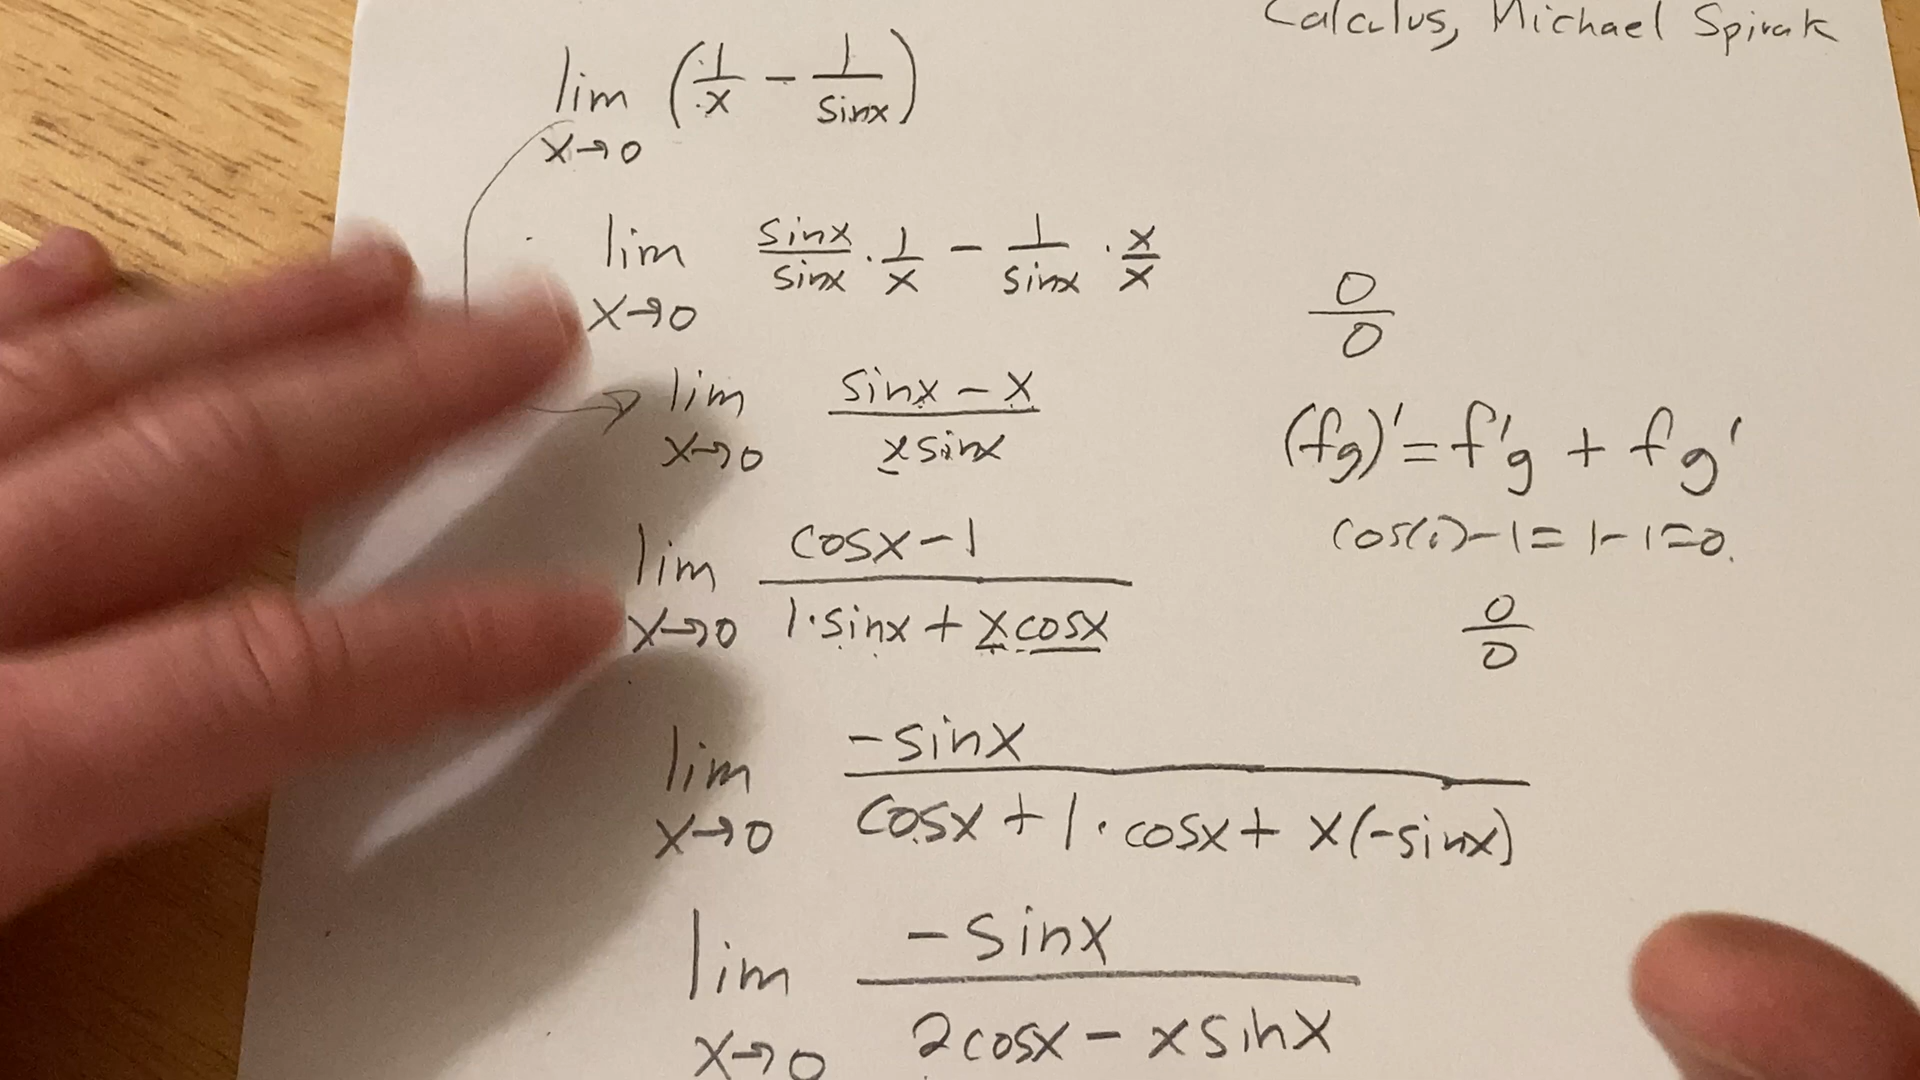 Calculus, Michael Spivak
lim x→0 (1/x - 1/sinx)
lim x→0 sinx/sinx · 1/x - 1/sinx · x/x
0/0
lim x→0 (sinx - x)/(x sinx)
(fg)' = f'g + fg'
cos(0)-1 = 1-1=0.
lim x→0 (cosx - 1)/(1·sinx + xcosx)
0/0
lim x→0 -sinx/(cosx + 1·cosx + x(-sinx))
lim x→0 -sinx/(2cosx - xsinx)